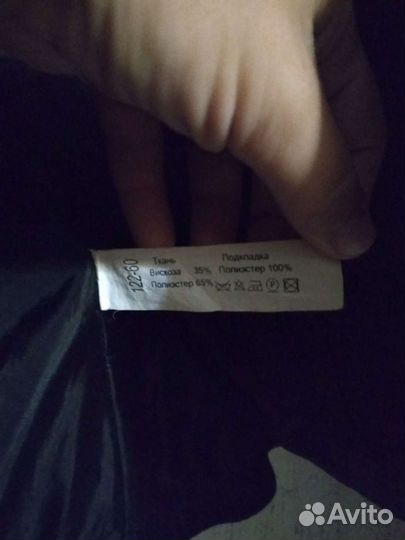 122-60
Ткань Подкладка
Вискоза 35% Полиэстер 100%
Полиэстер 65%
Avito